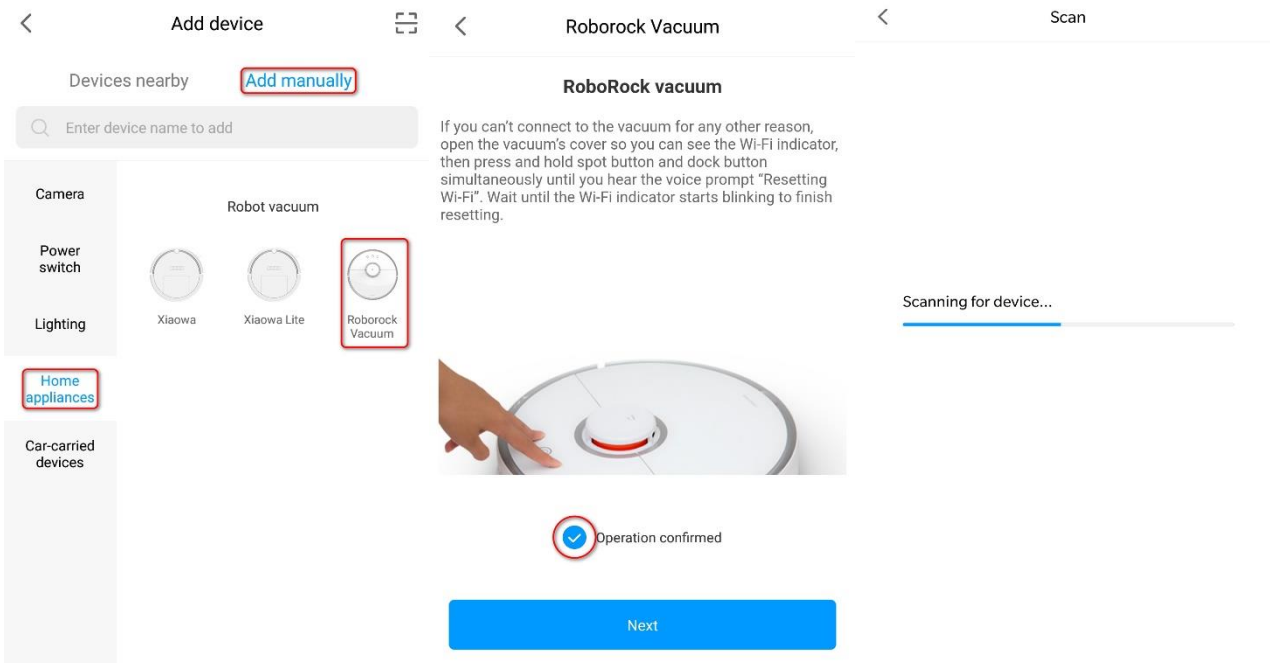 Add device
Devices nearby
Add manually
Enter device name to add
Camera
Power
switch
Lighting
Home
appliances
Car-carried
devices
Robot vacuum
Xiaowa
Xiaowa Lite
Roborock
Vacuum
Roborock Vacuum
RoboRock vacuum
If you can't connect to the vacuum for any other reason,
open the vacuum's cover so you can see the Wi-Fi indicator,
then press and hold spot button and dock button
simultaneously until you hear the voice prompt “Resetting
Wi-Fi”. Wait until the Wi-Fi indicator starts blinking to finish
resetting.
Operation confirmed
Next
Scan
Scanning for device...